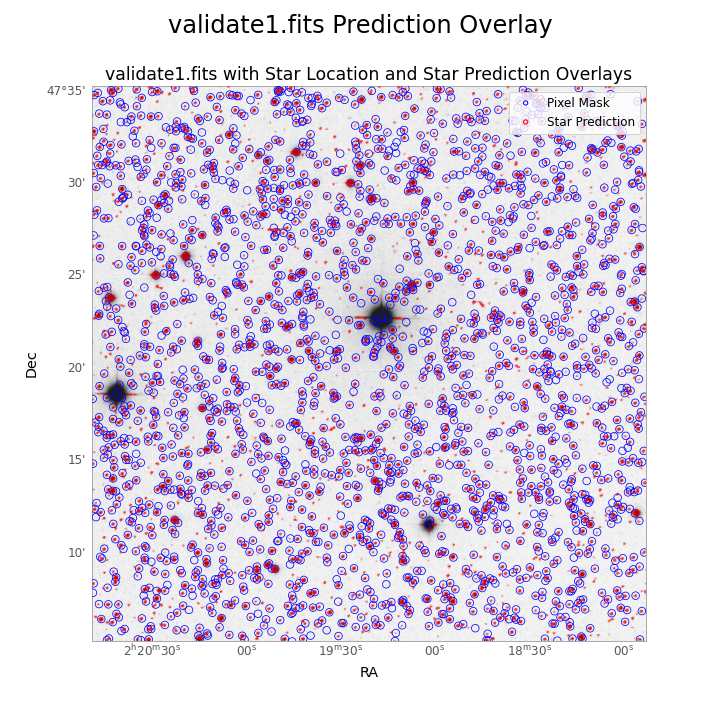 validate1.fits Prediction Overlay
validate1.fits with Star Location and Star Prediction Overlays
Pixel Mask
Star Prediction
47°35'
30'
25'
20'
15'
10'
Dec
2ʰ20ᵐ30ˢ
00ˢ
19ᵐ30ˢ
00ˢ
18ᵐ30ˢ
00ˢ
RA